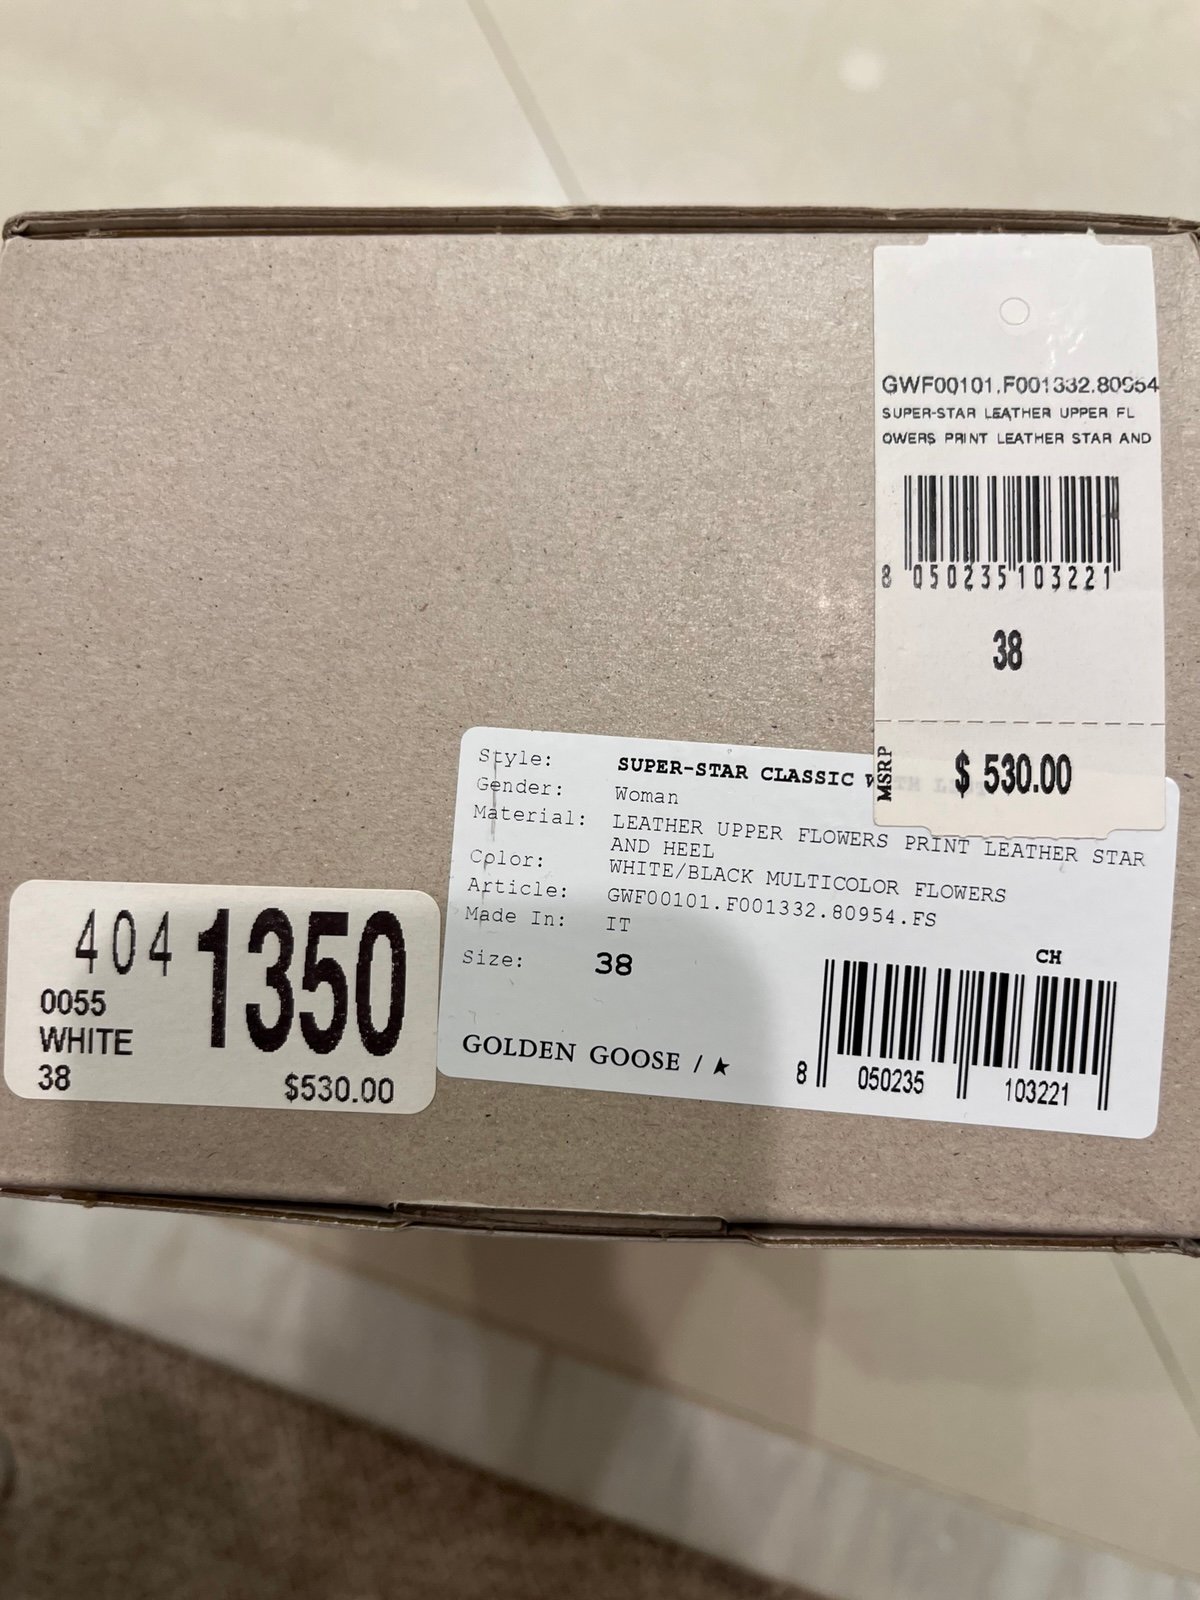 GWF00101.F001332.80954
SUPER-STAR LEATHER UPPER FL
OWERS PRINT LEATHER STAR AND
8 050235 103221
38
MSRP
$ 530.00
Style: SUPER-STAR CLASSIC
Gender: Woman
Material: LEATHER UPPER FLOWERS PRINT LEATHER STAR
AND HEEL
Color: WHITE/BLACK MULTICOLOR FLOWERS
Article: GWF00101.F001332.80954.FS
Made In: IT
Size: 38
CH
GOLDEN GOOSE /
8 050235 103221
404 1350
0055
WHITE
38 $530.00